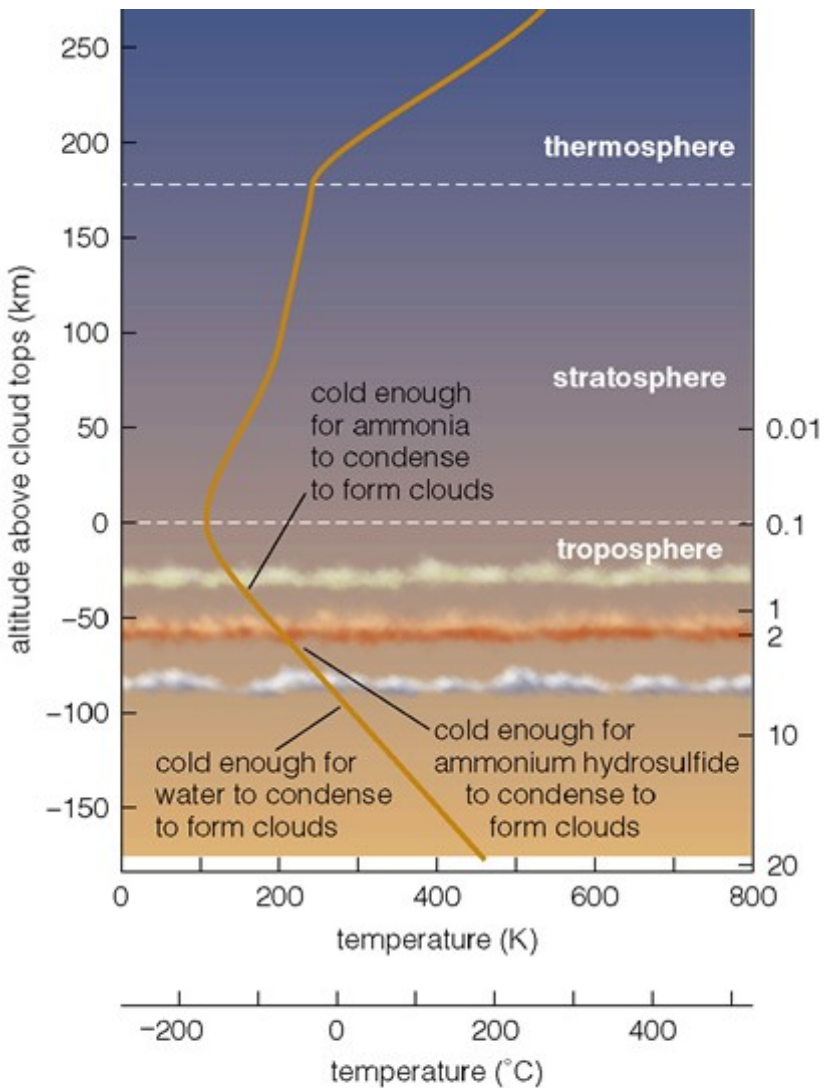 250
200
thermosphere
150
100
stratosphere
cold enough
for ammonia
to condense
to form clouds
50
0.01
0
0.1
troposphere
−50
1
2
−100
10
−150
20
altitude above cloud tops (km)
cold enough for
water to condense
to form clouds
cold enough for
ammonium hydrosulfide
to condense to
form clouds
0 200 400 600 800
temperature (K)
−200 0 200 400
temperature (°C)